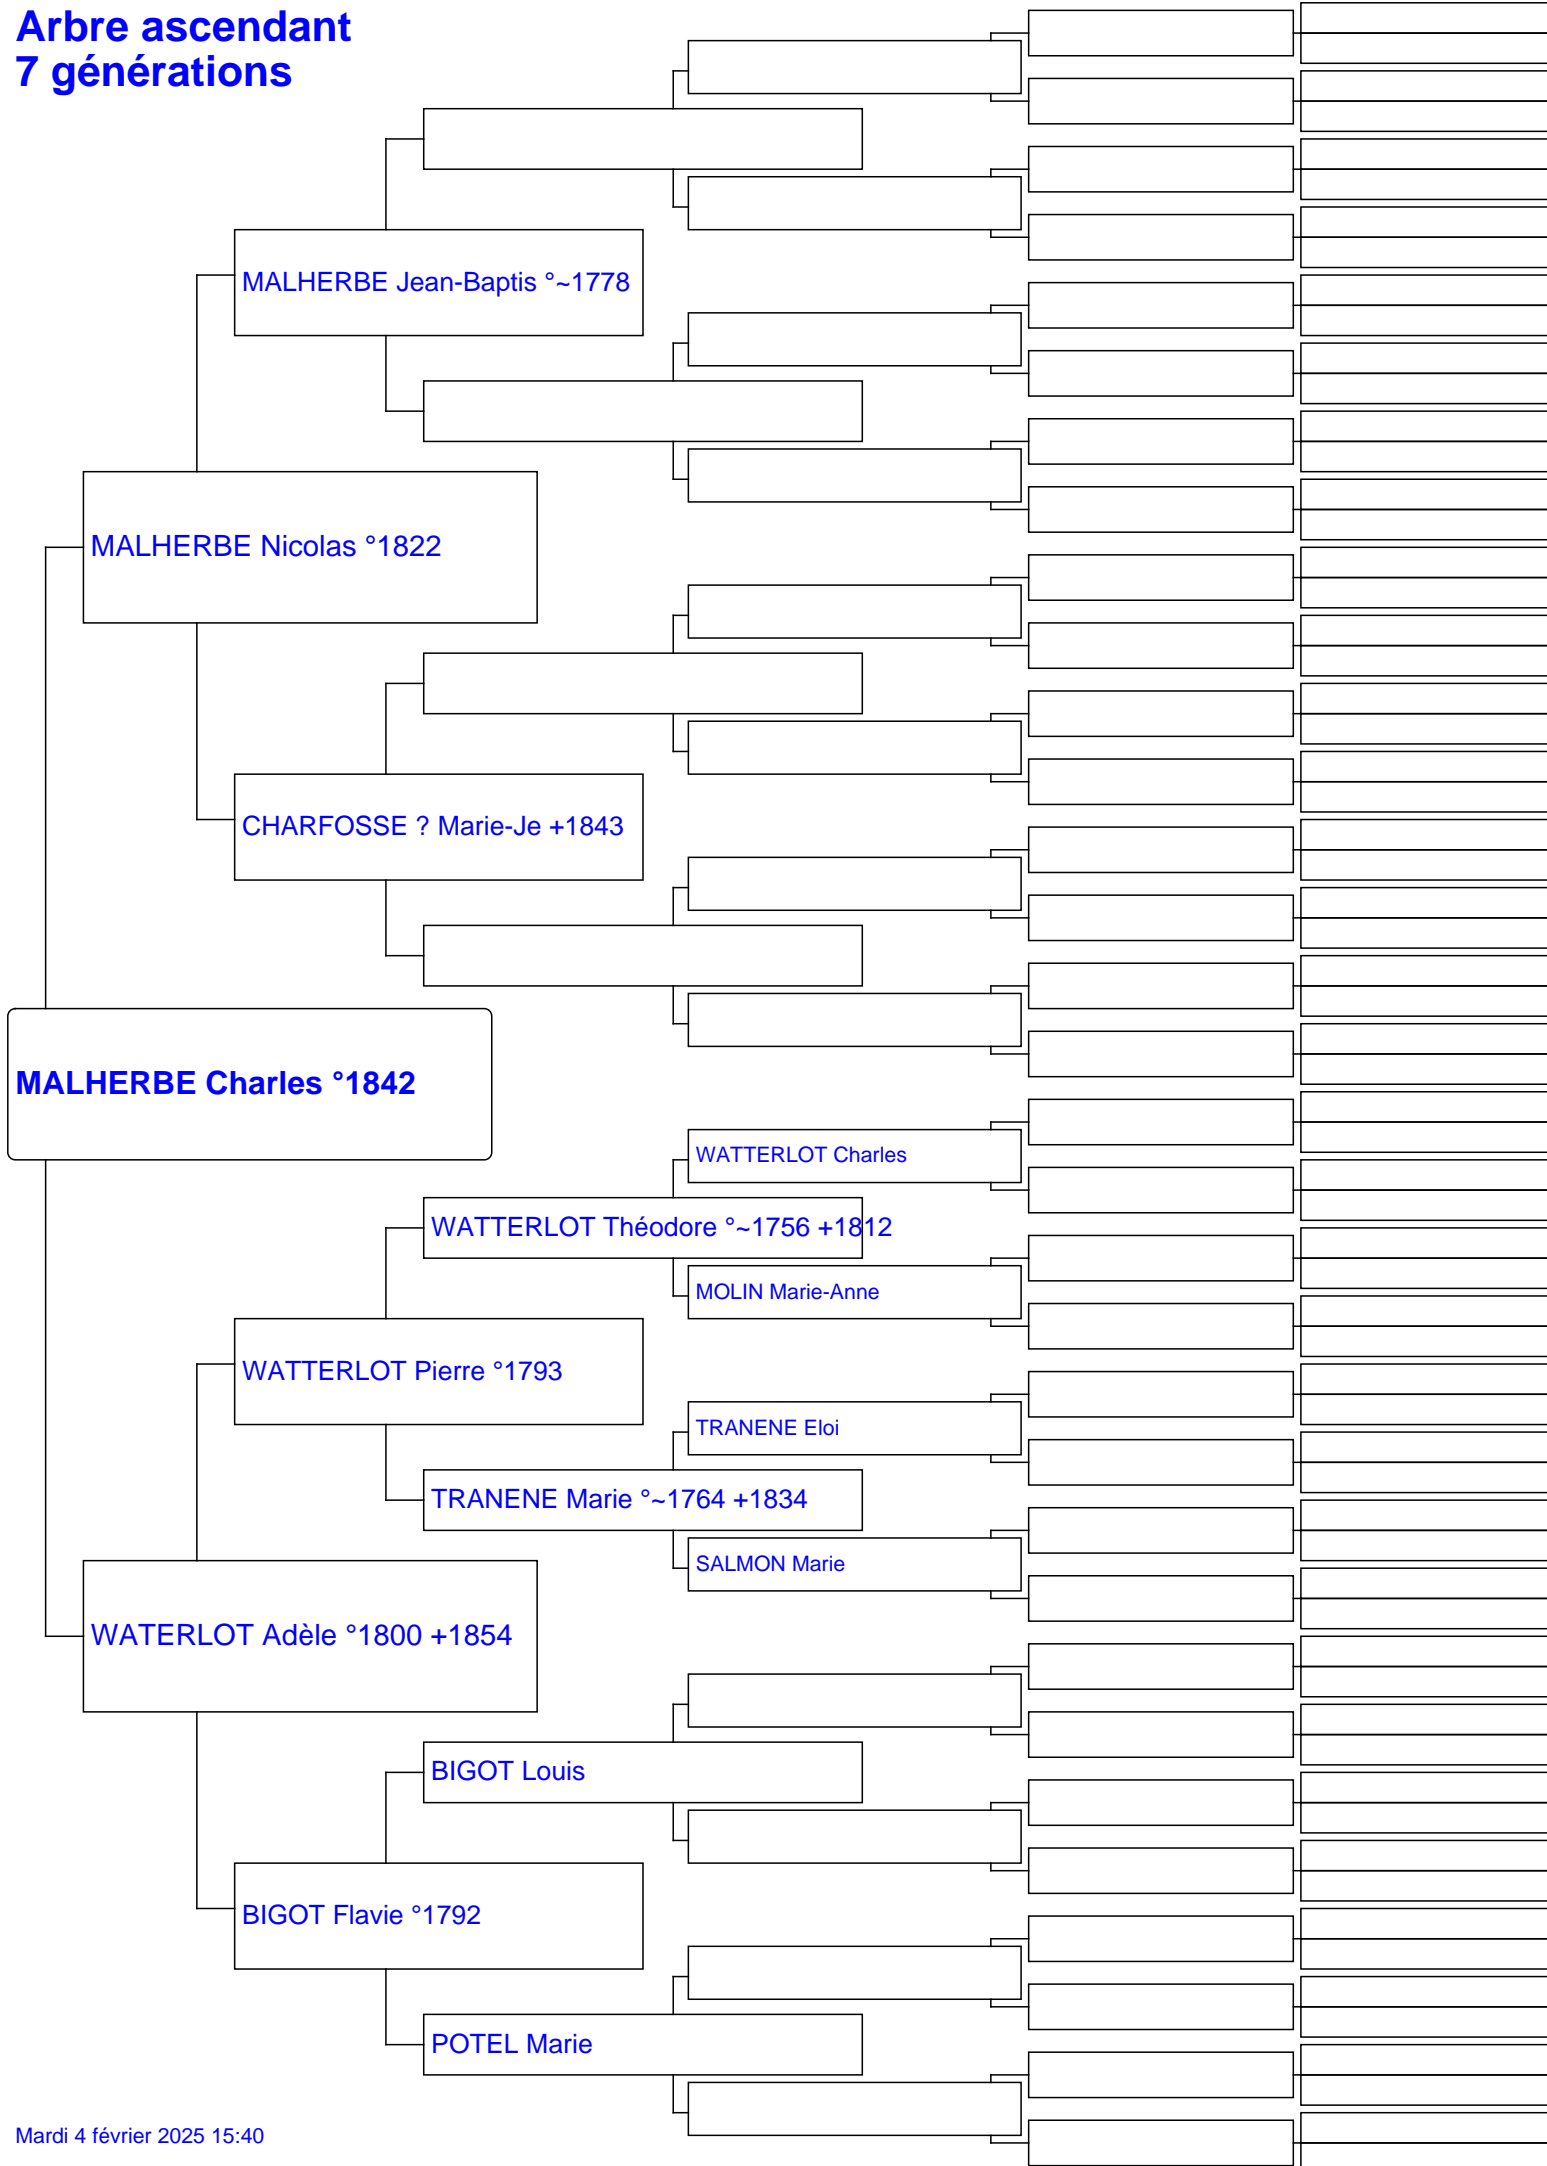 Arbre ascendant
7 générations
MALHERBE Jean-Baptis °~1778
MALHERBE Nicolas °1822
CHARFOSSE ? Marie-Je +1843
MALHERBE Charles °1842
WATTERLOT Charles
WATTERLOT Théodore °~1756 +1812
MOLIN Marie-Anne
WATTERLOT Pierre °1793
TRANENE Eloi
TRANENE Marie °~1764 +1834
SALMON Marie
WATERLOT Adèle °1800 +1854
BIGOT Louis
BIGOT Flavie °1792
POTEL Marie
Mardi 4 février 2025 15:40